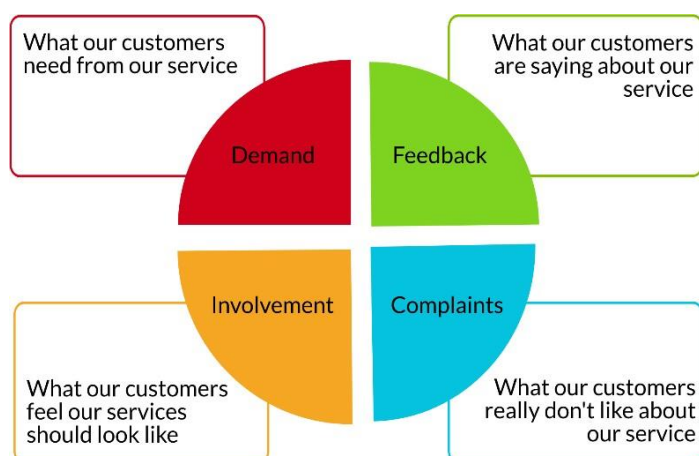 What our customers
need from our service
What our customers
are saying about our
service
Demand
Feedback
Involvement
Complaints
What our customers
feel our services
should look like
What our customers
really don't like about
our service